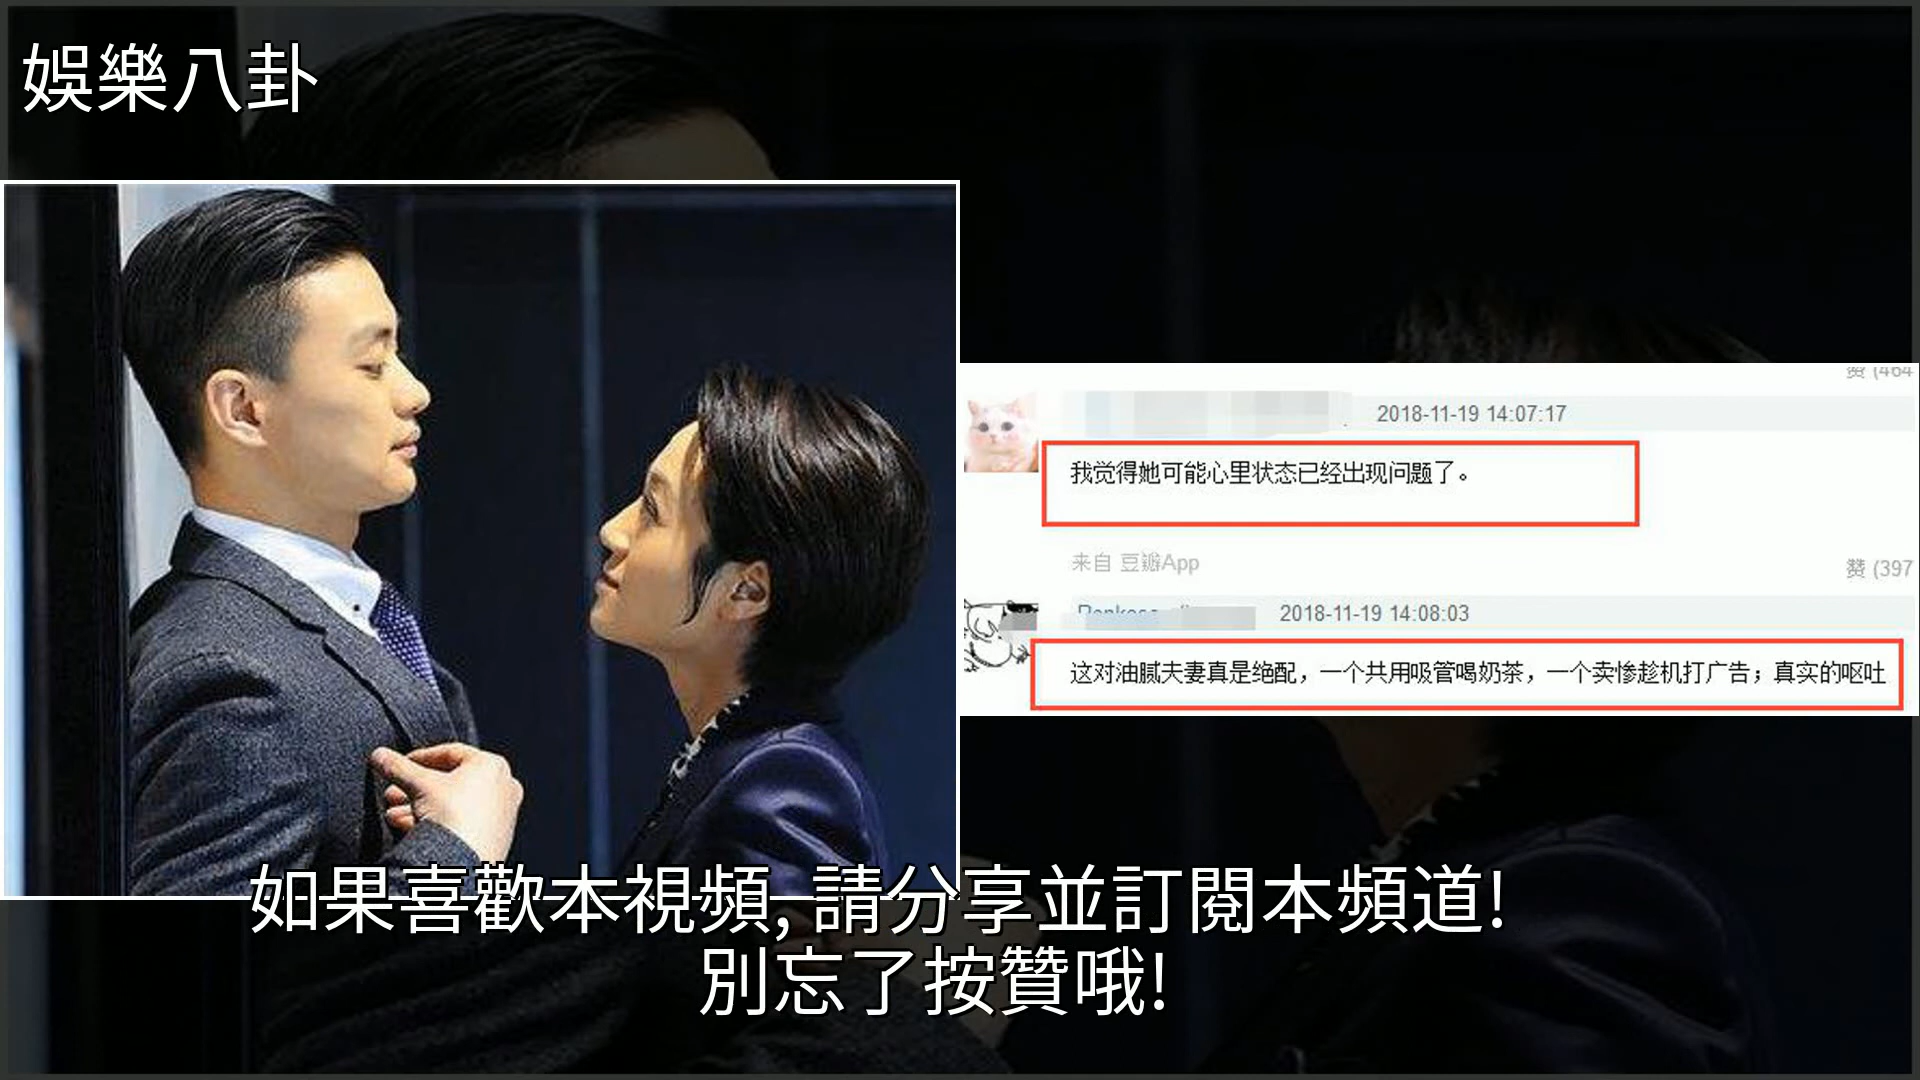 娛樂八卦
赞 (464
2018-11-19 14:07:17
我觉得她可能心里状态已经出现问题了。
来自 豆瓣App
赞 (397
2018-11-19 14:08:03
这对油腻夫妻真是绝配，一个共用吸管喝奶茶，一个卖惨趁机打广告；真实的呕吐
如果喜歡本視頻, 請分享並訂閱本頻道!
別忘了按贊哦!